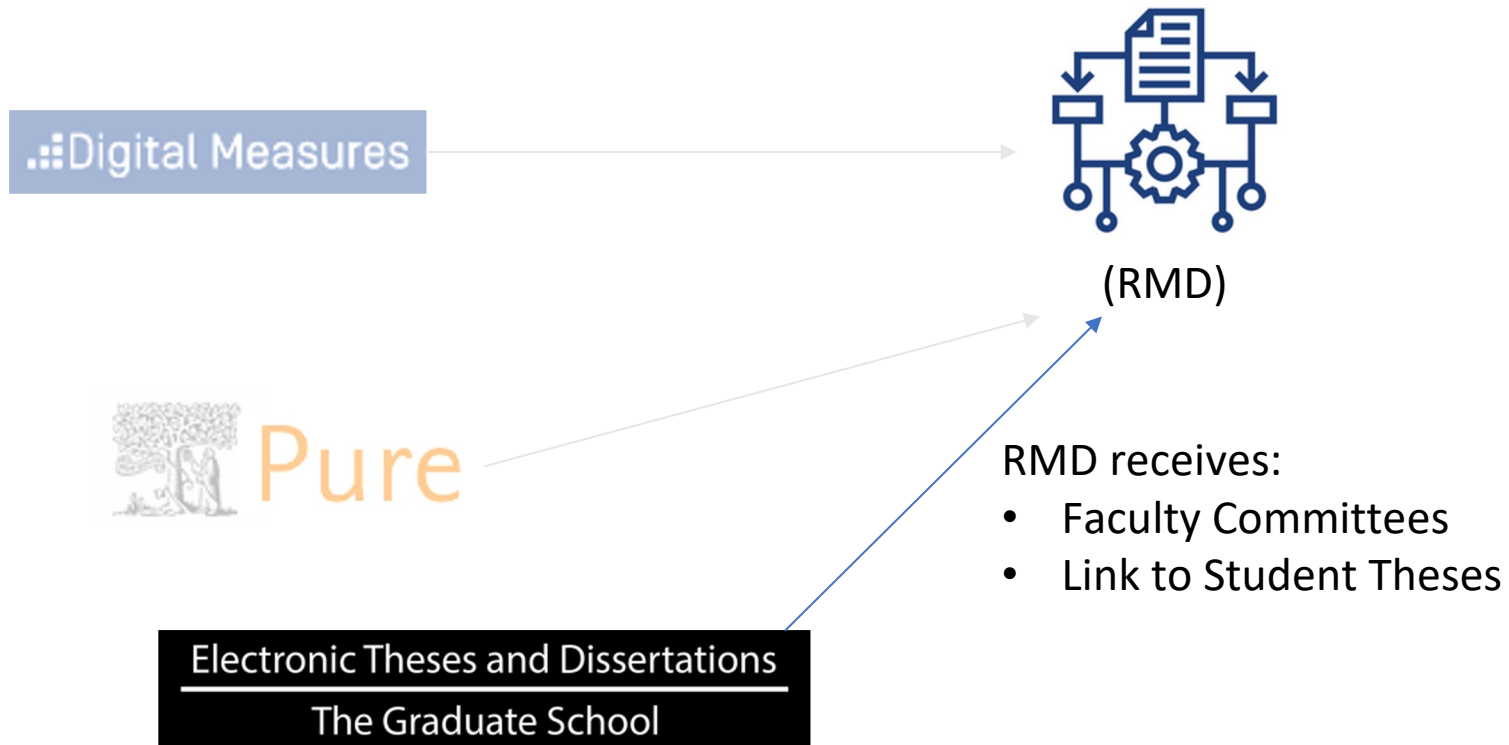 Digital Measures
(RMD)
Pure
RMD receives:
• Faculty Committees
• Link to Student Theses
Electronic Theses and Dissertations
The Graduate School